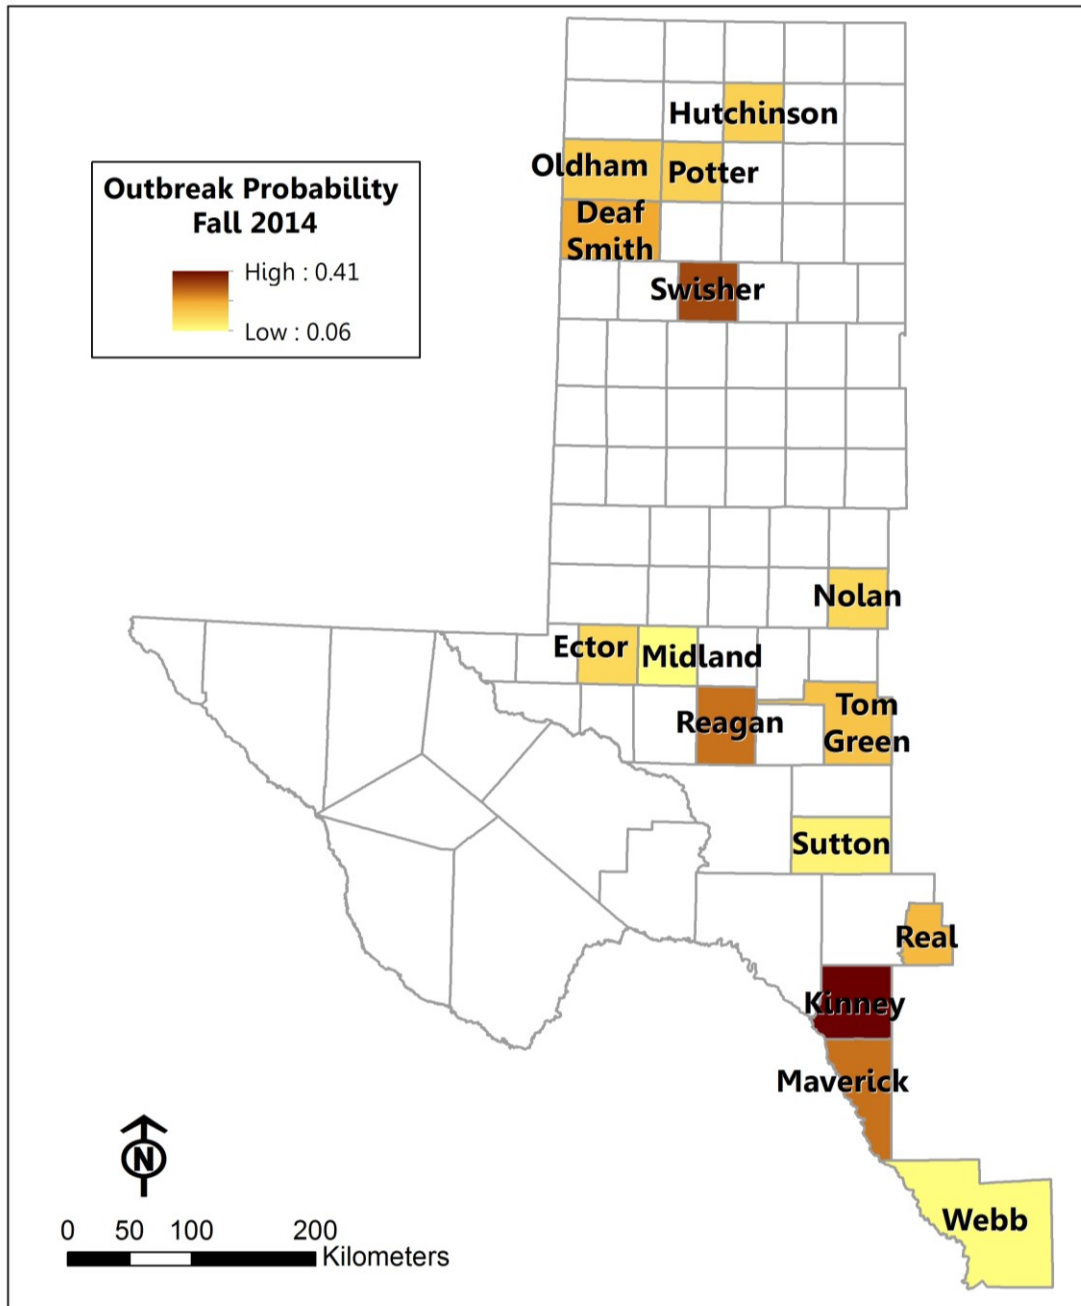 Hutchinson
Oldham
Potter
Outbreak Probability
Fall 2014
High : 0.41
Low : 0.06
Deaf
Smith
Swisher
Nolan
Ector
Midland
Reagan
Tom
Green
Sutton
Real
Kinney
Maverick
N
Webb
0 50 100 200
Kilometers